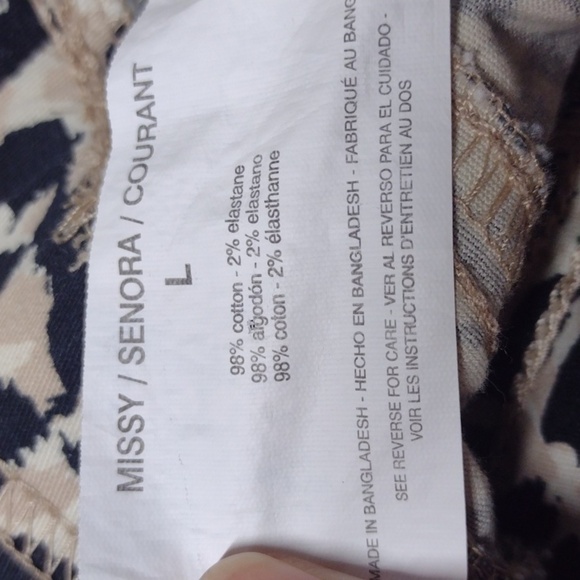 MISSY / SENORA / COURANT
L
98% cotton - 2% elastane
98% algodón - 2% elastano
98% coton - 2% élasthanne
MADE IN BANGLADESH - HECHO EN BANGLADESH - FABRIQUÉ AU BANG
SEE REVERSE FOR CARE - VER AL REVERSO PARA EL CUIDADO -
VOIR LES INSTRUCTIONS D'ENTRETIEN AU DOS